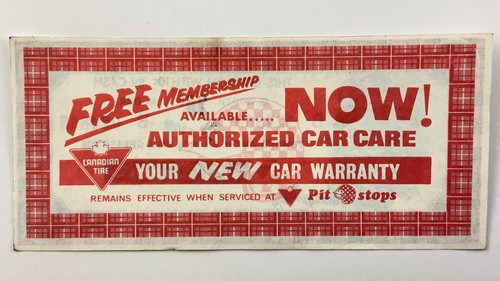 FREE MEMBERSHIP
AVAILABLE..... NOW!
AUTHORIZED CAR CARE
CANADIAN TIRE
YOUR NEW CAR WARRANTY
REMAINS EFFECTIVE WHEN SERVICED AT Pit stops